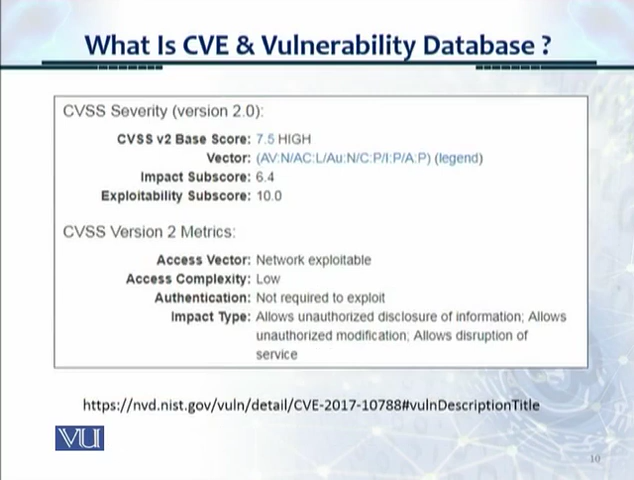 What Is CVE & Vulnerability Database ?
CVSS Severity (version 2.0):
CVSS v2 Base Score: 7.5 HIGH
Vector: (AV:N/AC:L/Au:N/C:P/I:P/A:P) (legend)
Impact Subscore: 6.4
Exploitability Subscore: 10.0
CVSS Version 2 Metrics:
Access Vector: Network exploitable
Access Complexity: Low
Authentication: Not required to exploit
Impact Type: Allows unauthorized disclosure of information; Allows
unauthorized modification; Allows disruption of
service
https://nvd.nist.gov/vuln/detail/CVE-2017-10788#vulnDescriptionTitle
VU
10